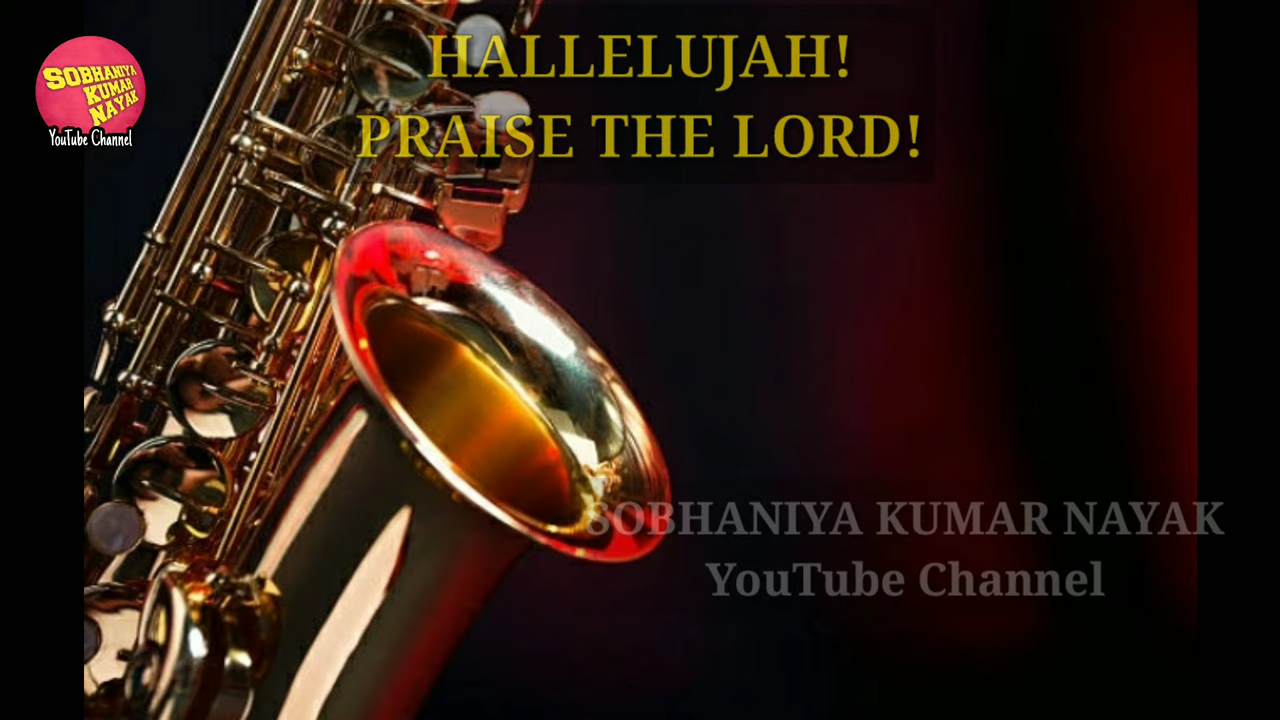 SOBHANIYA
KUMAR
NAYAK
YouTube Channel
HALLELUJAH!
PRAISE THE LORD!
SOBHANIYA KUMAR NAYAK
YouTube Channel